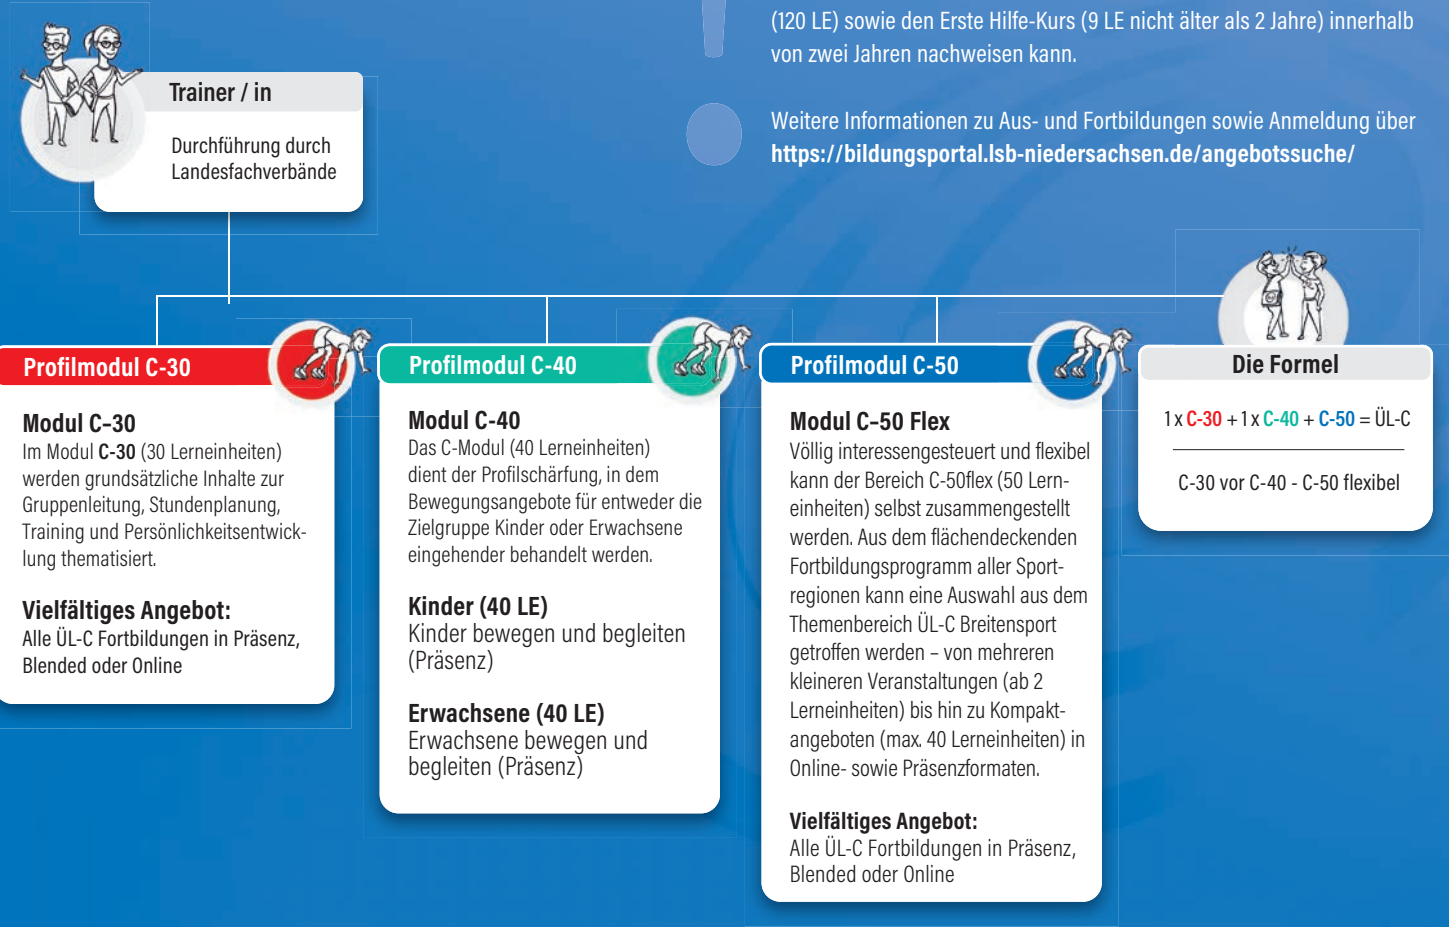 (120 LE) sowie den Erste Hilfe-Kurs (9 LE nicht älter als 2 Jahre) innerhalb
von zwei Jahren nachweisen kann.
Weitere Informationen zu Aus- und Fortbildungen sowie Anmeldung über
https://bildungsportal.lsb-niedersachsen.de/angebotssuche/
Trainer / in
Durchführung durch
Landesfachverbände
Profilmodul C-30
Modul C–30
Im Modul C-30 (30 Lerneinheiten)
werden grundsätzliche Inhalte zur
Gruppenleitung, Stundenplanung,
Training und Persönlichkeitsentwick-
lung thematisiert.
Vielfältiges Angebot:
Alle ÜL-C Fortbildungen in Präsenz,
Blended oder Online
Profilmodul C-40
Modul C-40
Das C-Modul (40 Lerneinheiten)
dient der Profilschärfung, in dem
Bewegungsangebote für entweder die
Zielgruppe Kinder oder Erwachsene
eingehender behandelt werden.
Kinder (40 LE)
Kinder bewegen und begleiten
(Präsenz)
Erwachsene (40 LE)
Erwachsene bewegen und
begleiten (Präsenz)
Profilmodul C-50
Modul C–50 Flex
Völlig interessengesteuert und flexibel
kann der Bereich C-50flex (50 Lern-
einheiten) selbst zusammengestellt
werden. Aus dem flächendeckenden
Fortbildungsprogramm aller Sport-
regionen kann eine Auswahl aus dem
Themenbereich ÜL-C Breitensport
getroffen werden – von mehreren
kleineren Veranstaltungen (ab 2
Lerneinheiten) bis hin zu Kompakt-
angeboten (max. 40 Lerneinheiten) in
Online- sowie Präsenzformaten.
Vielfältiges Angebot:
Alle ÜL-C Fortbildungen in Präsenz,
Blended oder Online
Die Formel
1 x C-30 + 1 x C-40 + C-50 = ÜL-C
C-30 vor C-40 - C-50 flexibel